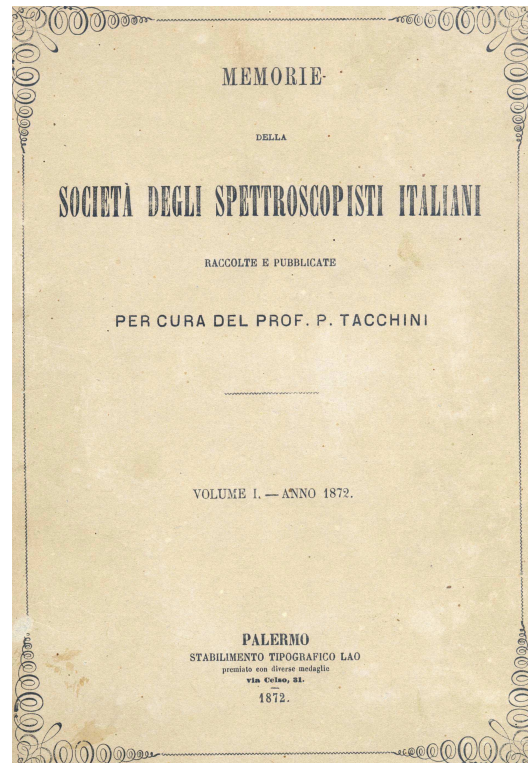 MEMORIE
DELLA
SOCIETÀ DEGLI SPETTROSCOPISTI ITALIANI
RACCOLTE E PUBBLICATE
PER CURA DEL PROF. P. TACCHINI
VOLUME I. — ANNO 1872.
PALERMO
STABILIMENTO TIPOGRAFICO LAO
premiato con diverse medaglie
via Celso, 31.
1872.